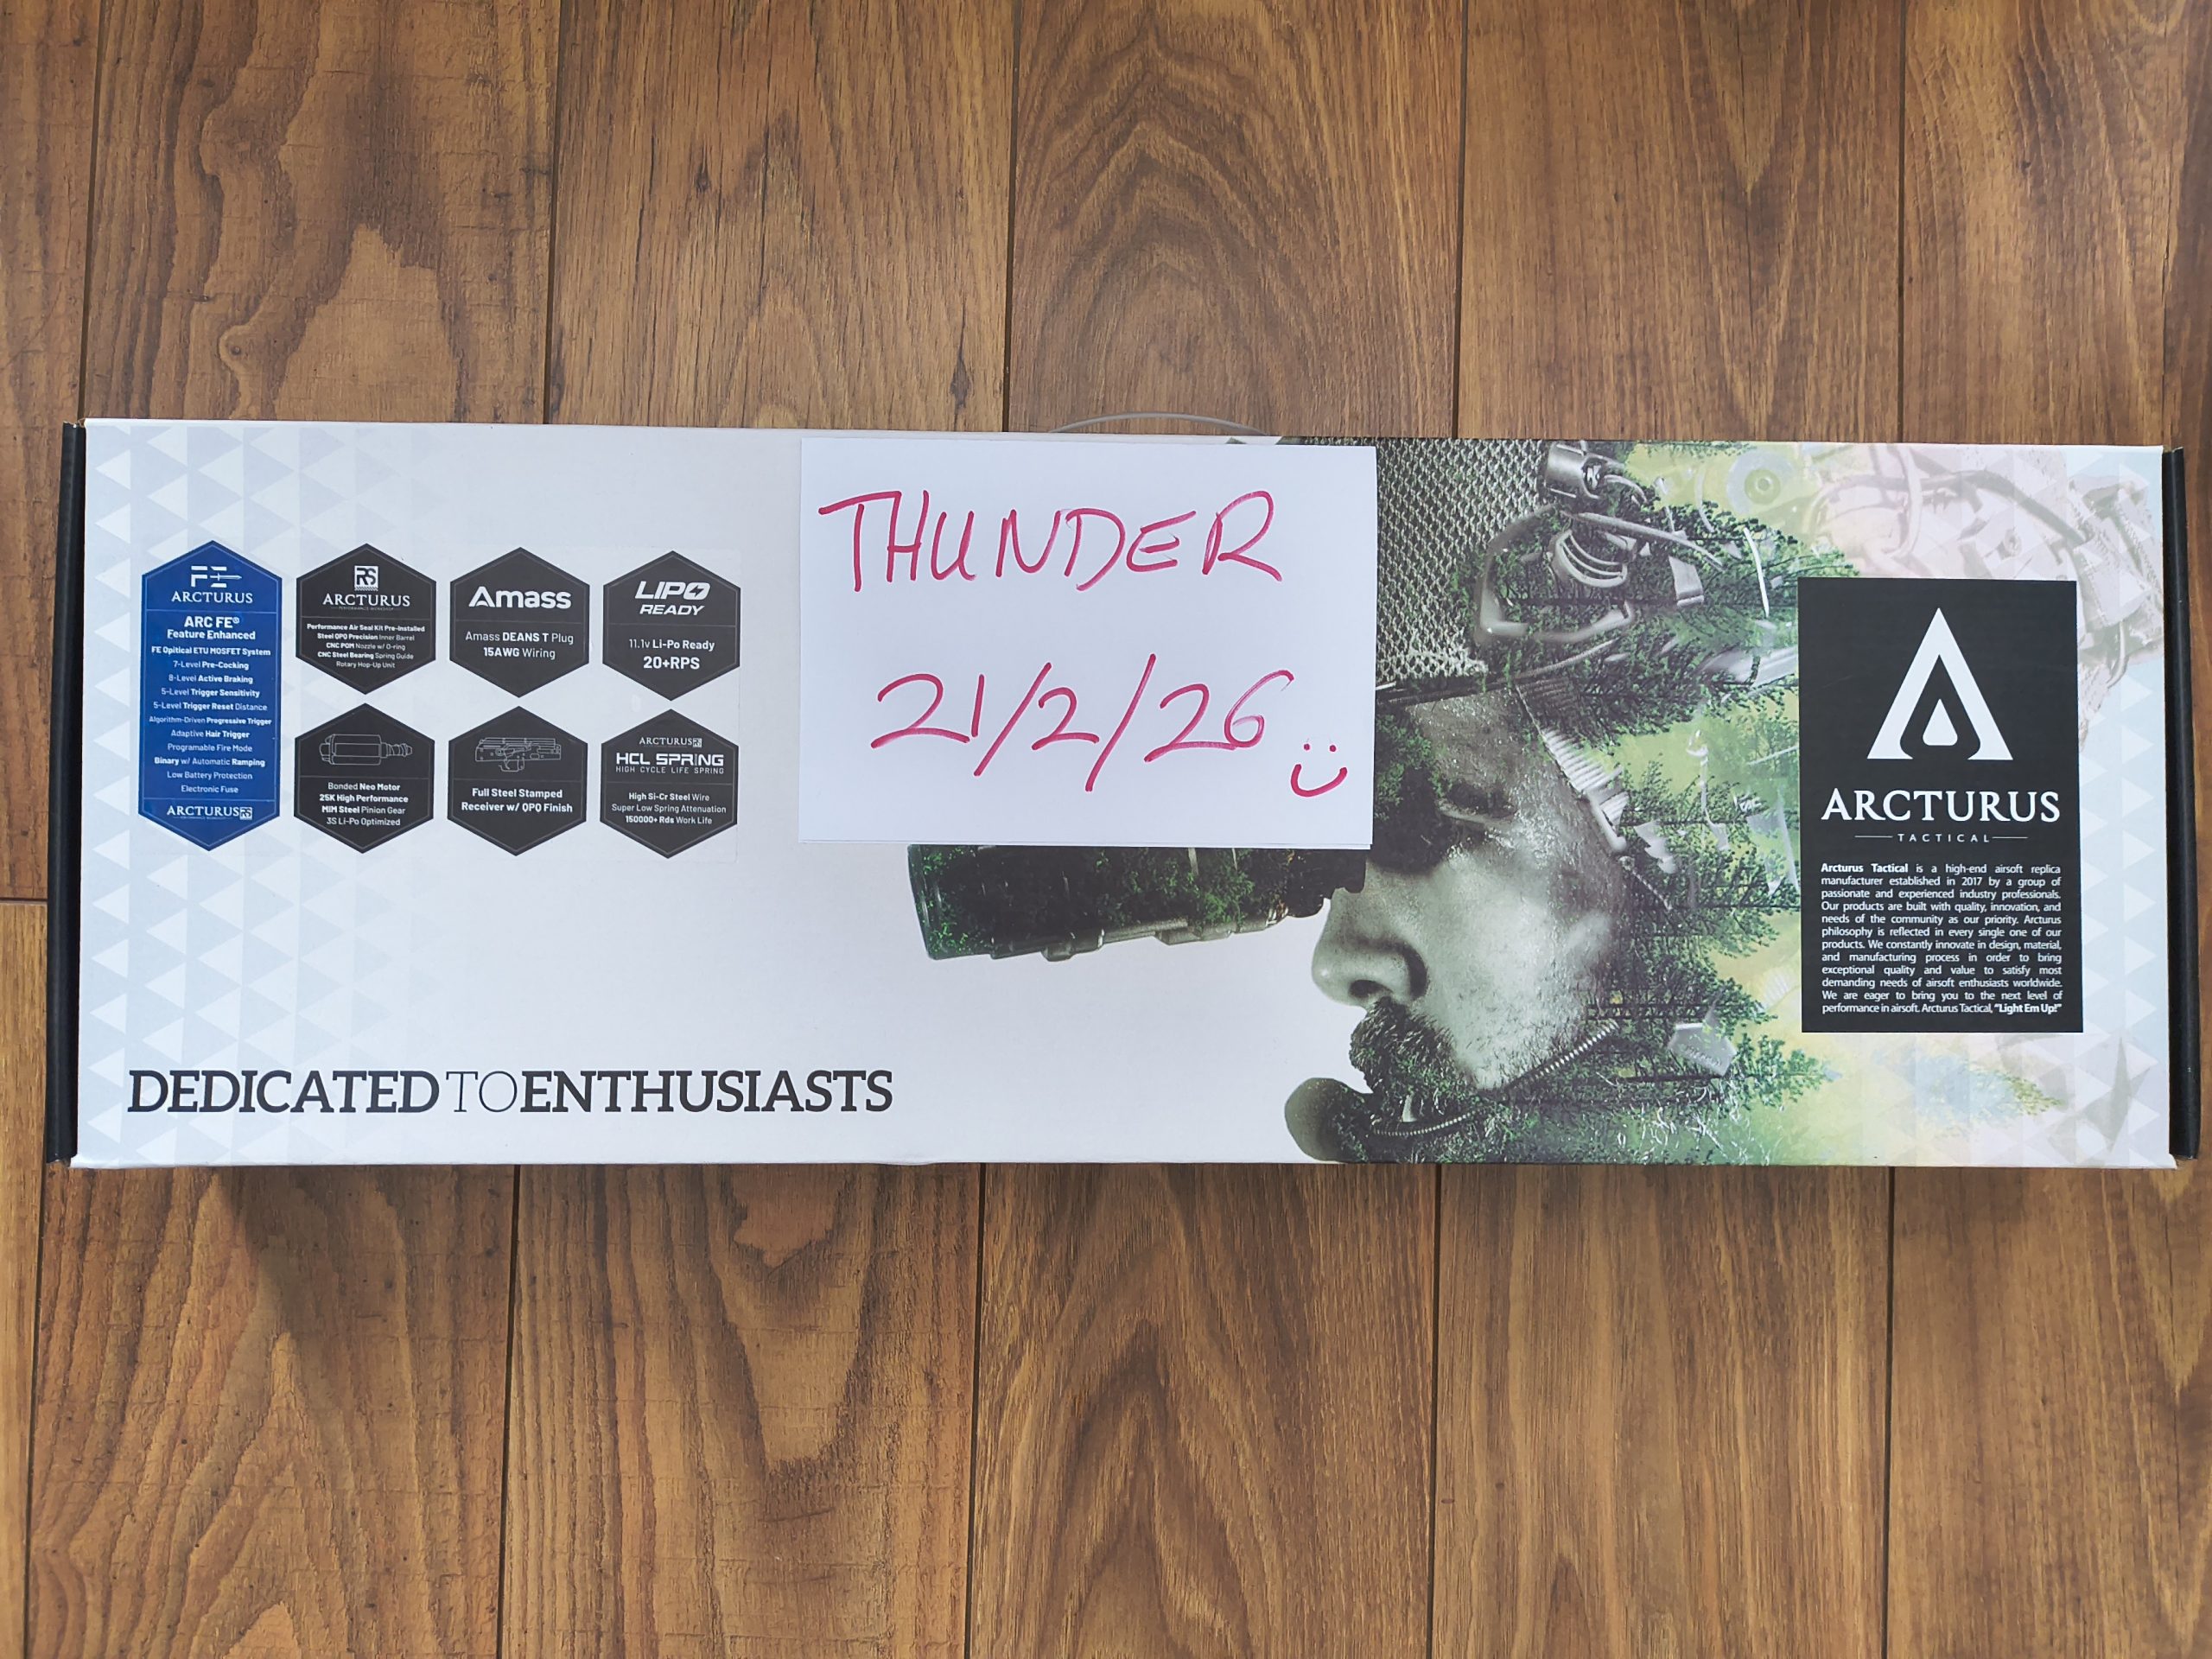 THUNDER
21/2/26
FE
ARCTURUS
ARC FE®
Feature Enhanced
FE Opitical ETU MOSFET System
7-Level Pre-Cocking
8-Level Active Braking
5-Level Trigger Sensitivity
5-Level Trigger Reset Distance
Algorithm-Driven Progressive Trigger
Adaptive Hair Trigger
Programable Fire Mode
Binary w/ Automatic Ramping
Low Battery Protection
Electronic Fuse
ARCTURUS RS
RS
ARCTURUS
Performance Air Seal Kit Pre-Installed
Steel QPQ Precision Inner Barrel
CNC POM Nozzle w/ O-ring
CNC Steel Bearing Spring Guide
Rotary Hop-Up Unit
Amass
Amass DEANS T Plug
15AWG Wiring
LIPO
READY
11.1v Li-Po Ready
20+RPS
Bonded Neo Motor
25K High Performance
MIM Steel Pinion Gear
3S Li-Po Optimized
Full Steel Stamped
Receiver w/ QPQ Finish
ARCTURUS RS
HCL SPRING
HIGH CYCLE LIFE SPRING
High Si-Cr Steel Wire
Super Low Spring Attenuation
150000+ Rds Work Life
DEDICATED TO ENTHUSIASTS
ARCTURUS
TACTICAL
Arcturus Tactical is a high-end airsoft replica
manufacturer established in 2017 by a group of
passionate and experienced industry professionals.
Our products are built with quality, innovation, and
needs of the community as our priority. Arcturus
philosophy is reflected in every single one of our
products. We constantly innovate in design, material,
and manufacturing process in order to bring
exceptional quality and value to satisfy most
demanding needs of airsoft enthusiasts worldwide.
We are eager to bring you to the next level of
performance in airsoft. Arcturus Tactical, "Light Em Up!"